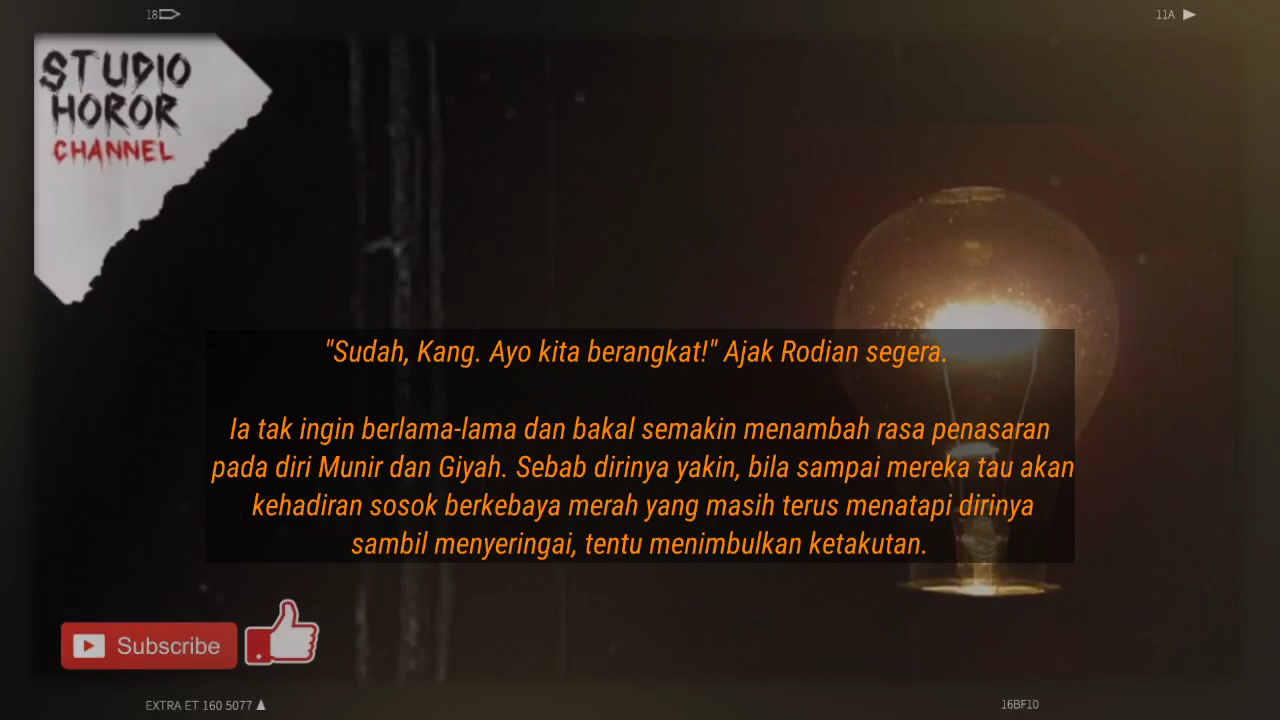 18
11A
STUDIO
HOROR
CHANNEL
"Sudah, Kang. Ayo kita berangkat!" Ajak Rodian segera.
Ia tak ingin berlama-lama dan bakal semakin menambah rasa penasaran
pada diri Munir dan Giyah. Sebab dirinya yakin, bila sampai mereka tau akan
kehadiran sosok berkebaya merah yang masih terus menatapi dirinya
sambil menyeringai, tentu menimbulkan ketakutan.
Subscribe
EXTRA ET 160 5077
16BF10